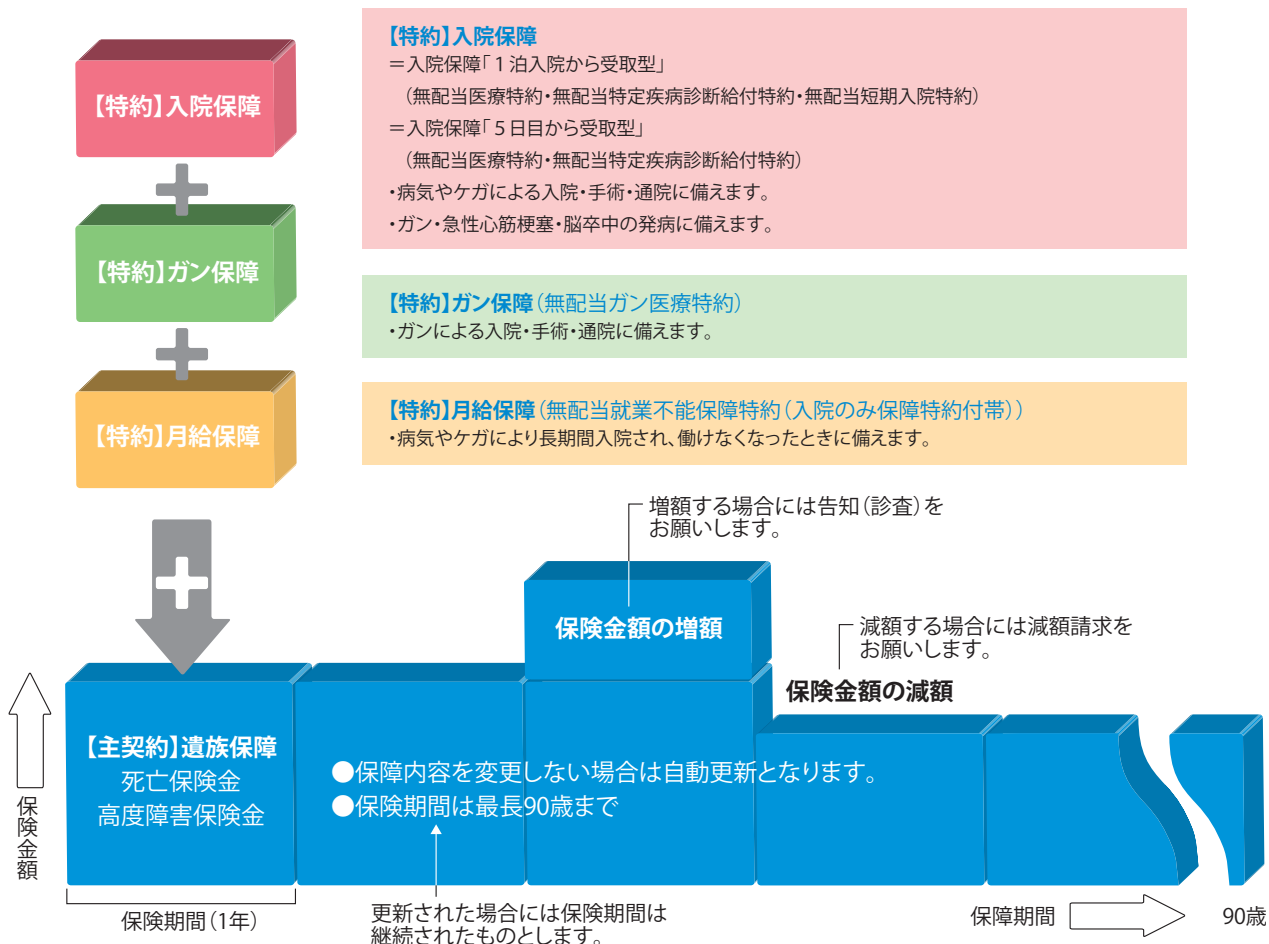 【特約】入院保障
【特約】ガン保障
【特約】月給保障
【特約】入院保障
＝入院保障「1泊入院から受取型」
（無配当医療特約・無配当特定疾病診断給付特約・無配当短期入院特約）
＝入院保障「5日目から受取型」
（無配当医療特約・無配当特定疾病診断給付特約）
・病気やケガによる入院・手術・通院に備えます。
・ガン・急性心筋梗塞・脳卒中の発病に備えます。
【特約】ガン保障（無配当ガン医療特約）
・ガンによる入院・手術・通院に備えます。
【特約】月給保障（無配当就業不能保障特約（入院のみ保障特約付帯））
・病気やケガにより長期間入院され、働けなくなったときに備えます。
増額する場合には告知（診査）を
お願いします。
保険金額の増額
減額する場合には減額請求を
お願いします。
保険金額の減額
【主契約】遺族保障
死亡保険金
高度障害保険金
●保障内容を変更しない場合は自動更新となります。
●保険期間は最長90歳まで
保険金額
保険期間（1年）
更新された場合には保険期間は
継続されたものとします。
保障期間
90歳